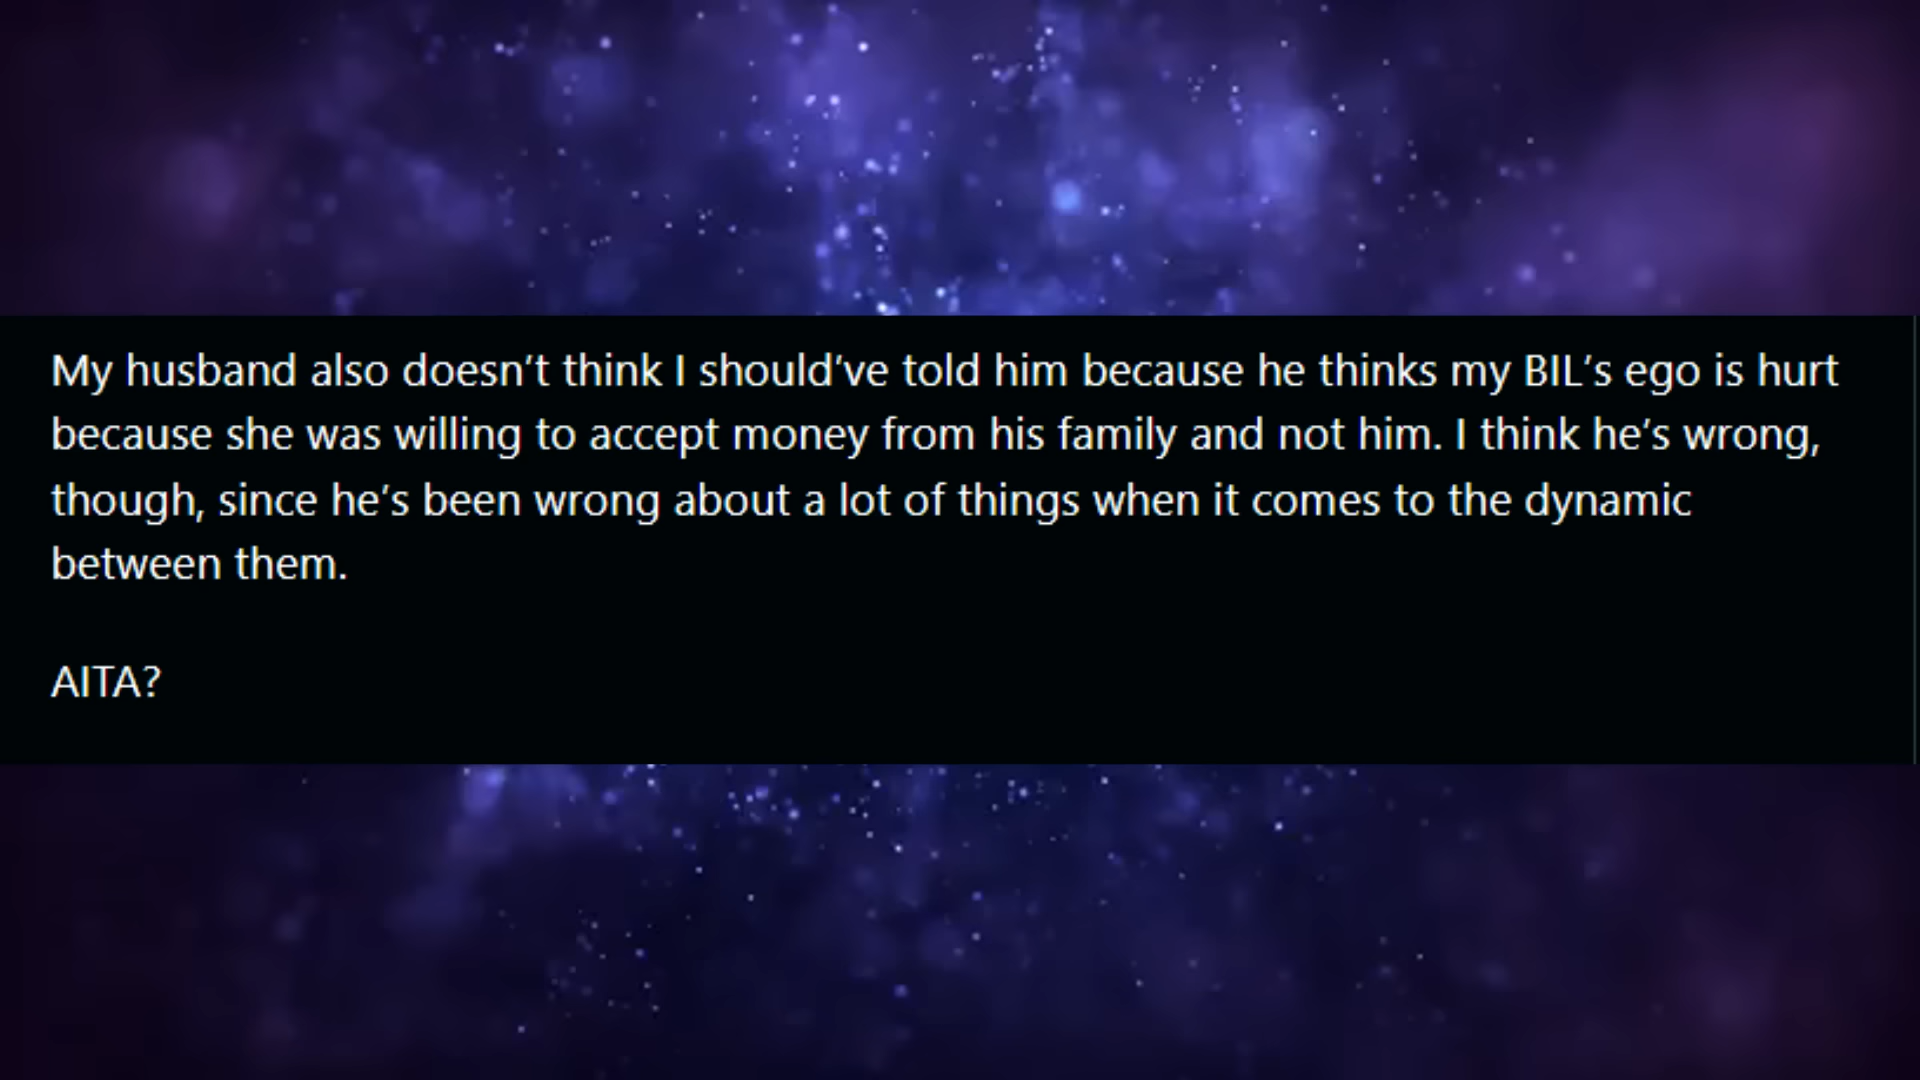 My husband also doesn’t think I should’ve told him because he thinks my BIL’s ego is hurt
because she was willing to accept money from his family and not him. I think he’s wrong,
though, since he’s been wrong about a lot of things when it comes to the dynamic
between them.
AITA?